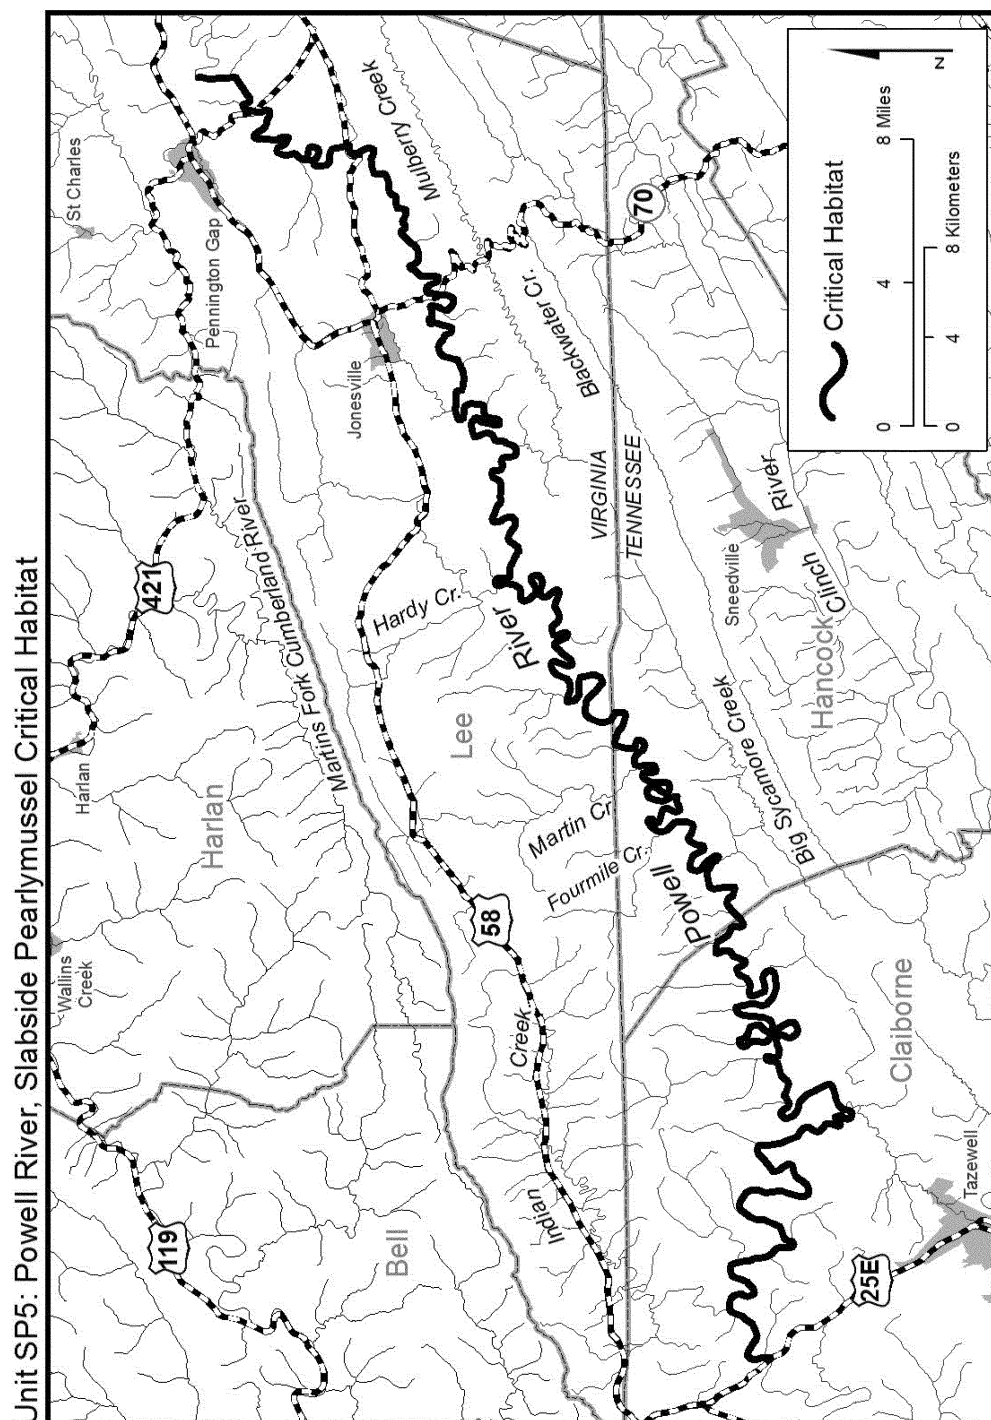 Unit SP5: Powell River, Slabside Pearlymussel Critical Habitat
St Charles
Pennington Gap
Mulberry Creek
Jonesville
Blackwater Cr.
70
421
Martins Fork Cumberland River
Harlan
Harlan
Hardy Cr.
River
Lee
VIRGINIA
TENNESSEE
Sneedville
Clinch
River
Hancock
Big Sycamore Creek
Martin Cr.
Fourmile Cr.
Powell
58
Wallins
Creek
Creek
Indian
119
Bell
Claiborne
Tazewell
25E
Critical Habitat
0
4
8 Miles
0
4
8 Kilometers
N